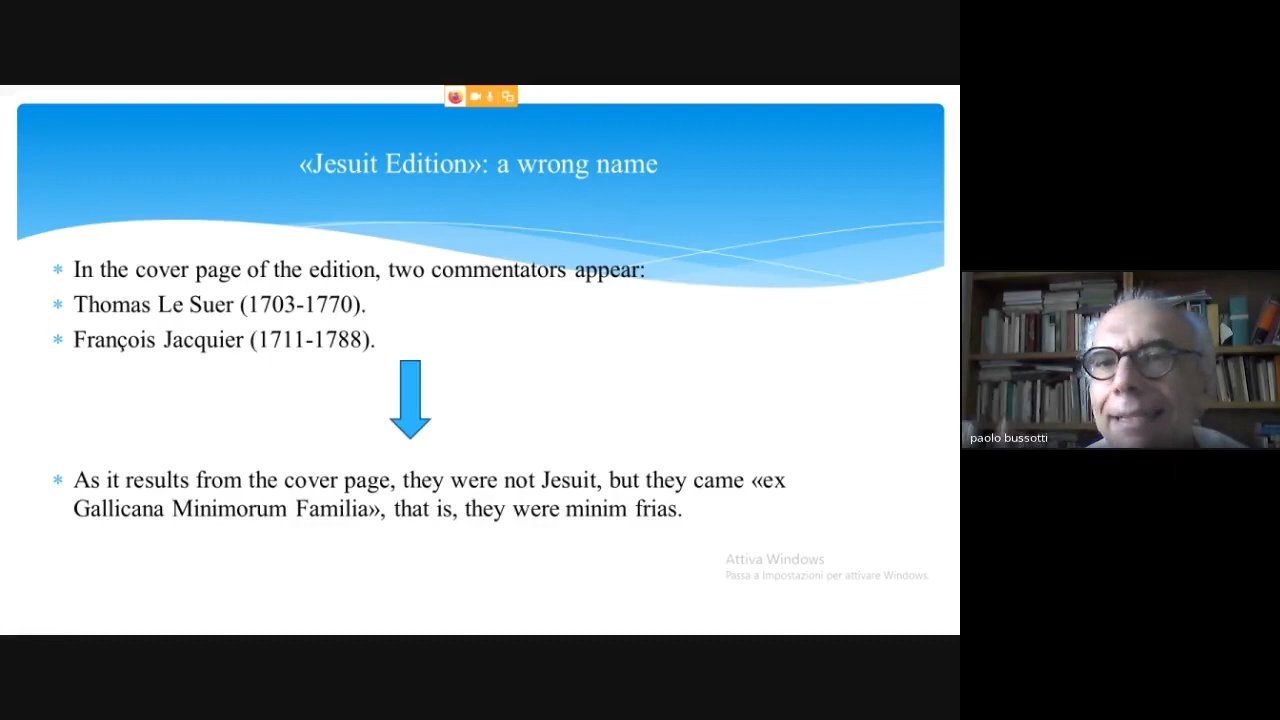 «Jesuit Edition»: a wrong name
In the cover page of the edition, two commentators appear:
Thomas Le Suer (1703-1770).
François Jacquier (1711-1788).
As it results from the cover page, they were not Jesuit, but they came «ex
Gallicana Minimorum Familia», that is, they were minim frias.
Attiva Windows
Passa a Impostazioni per attivare Windows.
paolo bussotti